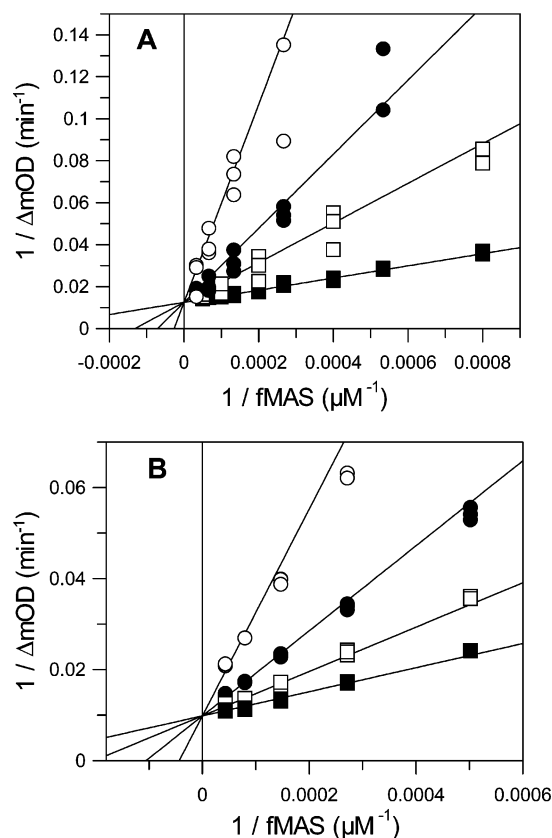 A
1 / ΔmOD (min⁻¹)
0.14
0.12
0.1
0.08
0.06
0.04
0.02
0
-0.0002 0 0.0002 0.0004 0.0006 0.0008
1 / fMAS (µM⁻¹)
B
1 / ΔmOD (min⁻¹)
0.06
0.04
0.02
0
0 0.0002 0.0004 0.0006
1 / fMAS (µM⁻¹)